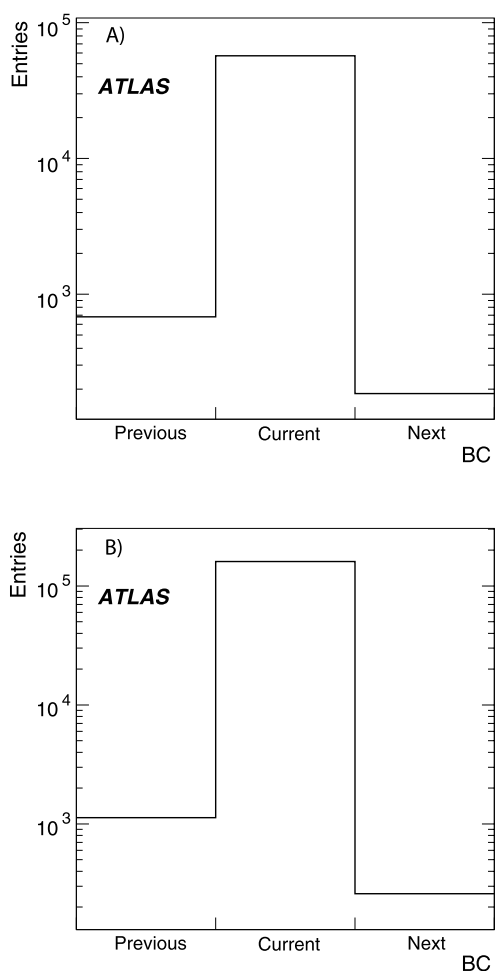 Entries
10^5
A)
ATLAS
10^4
10^3
Previous Current Next
BC
Entries
B)
10^5
ATLAS
10^4
10^3
Previous Current Next
BC